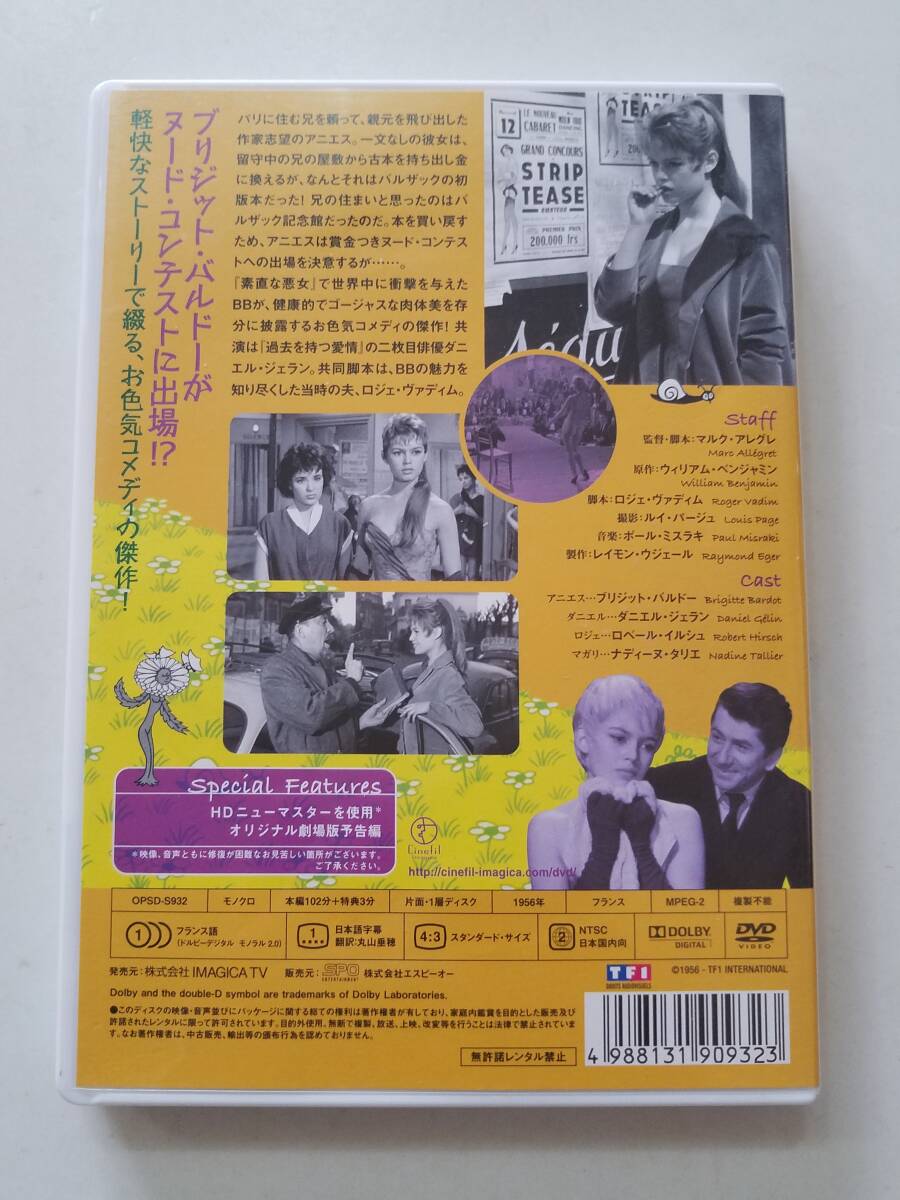 ブリジット・バルドーが
ヌード・コンテストに出場!?
軽快なストーリーで綴る、お色気コメディの傑作!
パリに住む兄を頼って、親元を飛び出した
作家志望のアニエス。一文なしの彼女は、
留守中の兄の屋敷から古本を持ち出し金
に換えるが、なんとそれはバルザックの初
版本だった! 兄の住まいと思ったのはバ
ルザック記念館だったのだ。本を買い戻す
ため、アニエスは賞金つきヌード・コンテス
トへの出場を決意するが……。
『素直な悪女』で世界中に衝撃を与えた
BBが、健康的でゴージャスな肉体美を存
分に披露するお色気コメディの傑作! 共
演は『過去を持つ愛情』の二枚目俳優ダニ
エル・ジェラン。共同脚本は、BBの魅力を
知り尽くした当時の夫、ロジェ・ヴァディム。
12
LE NOUVEAU
CABARET
GRAND CONCOURS
STRIP
TEASE
AMATEURS
PREMIER PRIX
200.000 frs
STRIP
TEASE
Staff
監督・脚本:マルク・アレグレ
Marc Allégret
原作:ウィリアム・ベンジャミン
William Benjamin
脚本:ロジェ・ヴァディム Roger Vadim
撮影:ルイ・パージュ Louis Page
音楽:ポール・ミスラキ Paul Misraki
製作:レイモン・ウジェール Raymond Eger
Cast
アニエス…ブリジット・バルドー Brigitte Bardot
ダニエル…ダニエル・ジェラン Daniel Gélin
ロジェ…ロベール・イルシュ Robert Hirsch
マガリ…ナディーヌ・タリエ Nadine Tallier
Special Features
HDニューマスターを使用*
オリジナル劇場版予告編
*映像、音声ともに修復が困難なお見苦しい箇所がございます。
ご了承ください。
Cinefil
http://cinefil-imagica.com/dvd/
OPSD-S932 モノクロ 本編102分+特典3分 片面・1層ディスク 1956年 フランス MPEG-2 複製不能
1 フランス語
(ドルビーデジタル モノラル 2.0)
1 日本語字幕
翻訳:丸山垂穂
4:3 スタンダード・サイズ
2 NTSC
日本国内向
DOLBY
DIGITAL
DVD
VIDEO
発売元:株式会社 IMAGICA TV 販売元:SPO ENTERTAINMENT 株式会社エスピーオー
TF1
DROITS AUDIOVISUELS
©1956 - TF1 INTERNATIONAL
Dolby and the double-D symbol are trademarks of Dolby Laboratories.
●このディスクの映像・音声並びにパッケージに関する総ての権利は著作権者が有しており、家庭内鑑賞を目的とした販売及び
許諾されたレンタルに限って許可されています。目的外使用、無断で複製、放送、上映、改変等を行うことは法律で禁止されていま
す。なお著作権者は、中古販売、輸出等の頒布行為を認めておりません。
無許諾レンタル禁止
4 988131 909323